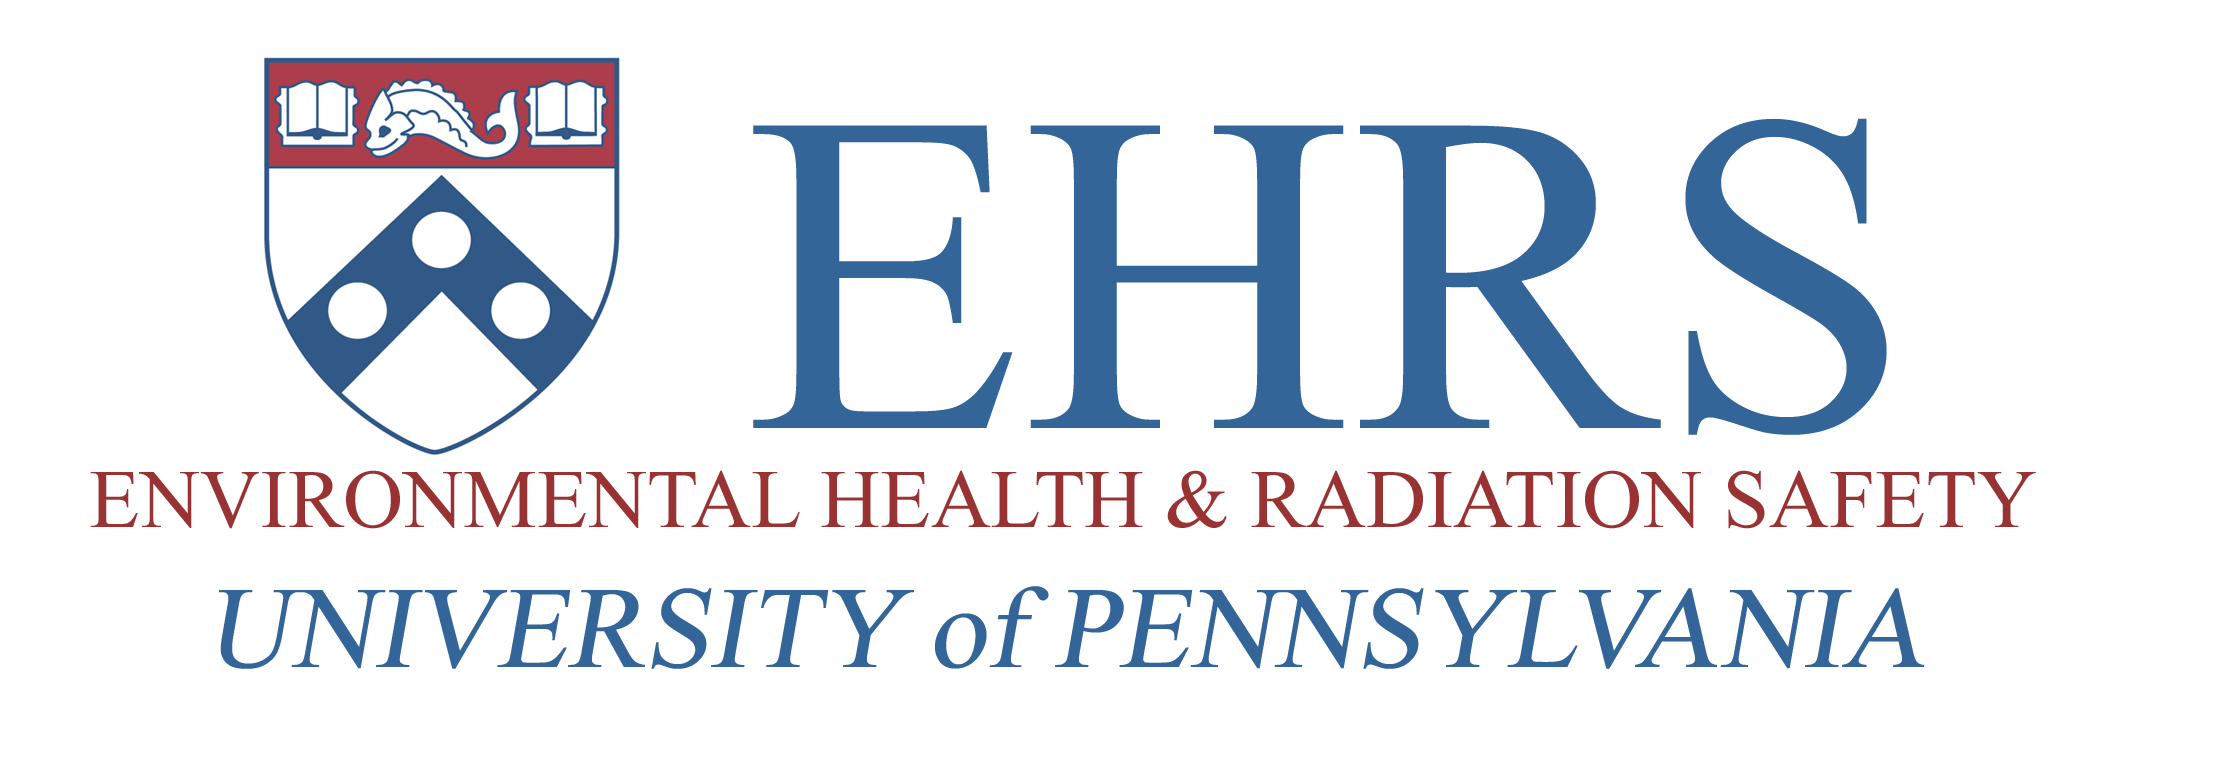 EHRS
ENVIRONMENTAL HEALTH & RADIATION SAFETY
UNIVERSITY of PENNSYLVANIA